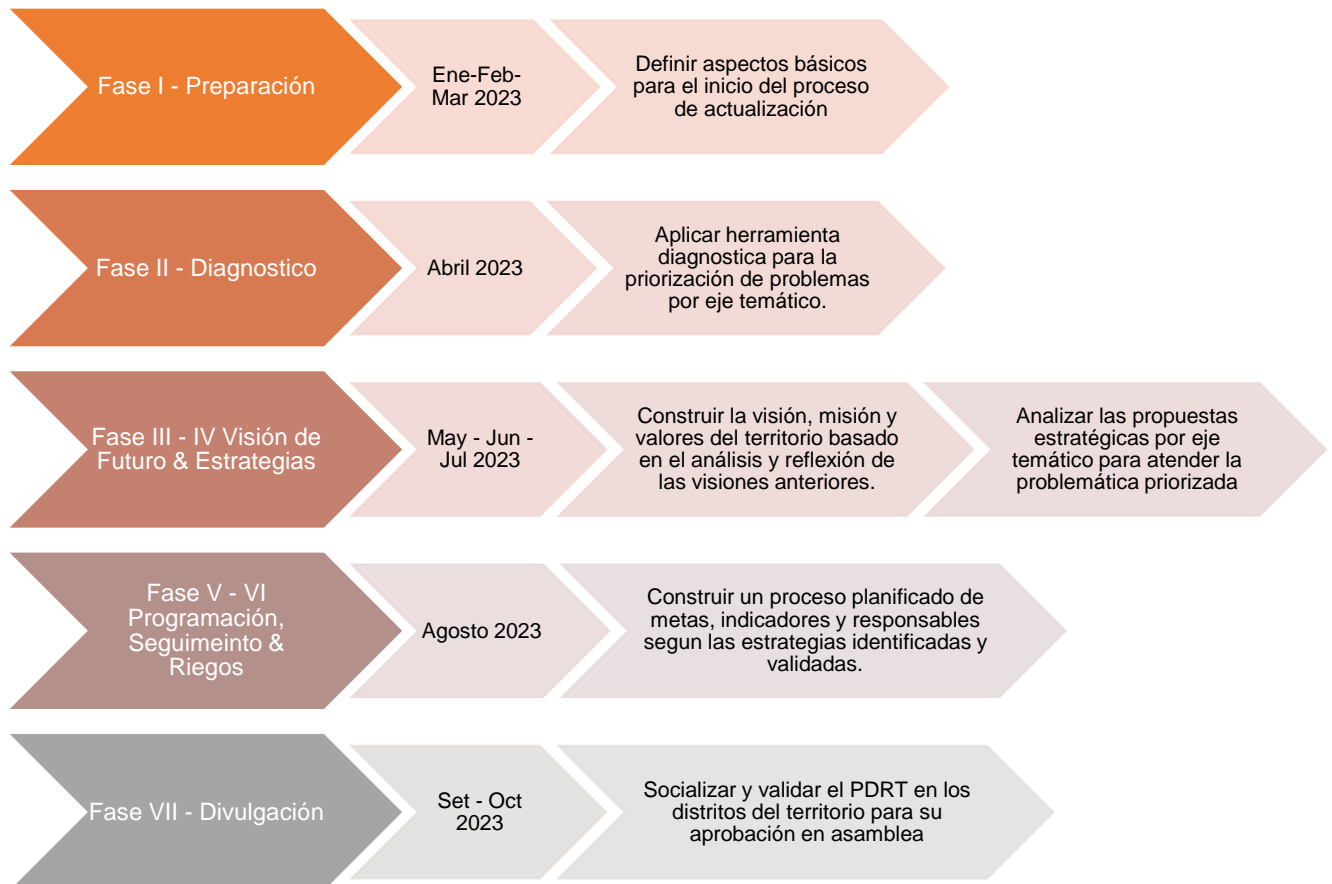 Fase I - Preparación
Ene-Feb-
Mar 2023
Definir aspectos básicos
para el inicio del proceso
de actualización
Fase II - Diagnostico
Abril 2023
Aplicar herramienta
diagnostica para la
priorización de problemas
por eje temático.
Fase III - IV Visión de
Futuro & Estrategias
May - Jun -
Jul 2023
Construir la visión, misión y
valores del territorio basado
en el análisis y reflexión de
las visiones anteriores.
Analizar las propuestas
estratégicas por eje
temático para atender la
problemática priorizada
Fase V - VI
Programación,
Seguimeinto &
Riegos
Agosto 2023
Construir un proceso planificado de
metas, indicadores y responsables
segun las estrategias identificadas y
validadas.
Fase VII - Divulgación
Set - Oct
2023
Socializar y validar el PDRT en los
distritos del territorio para su
aprobación en asamblea